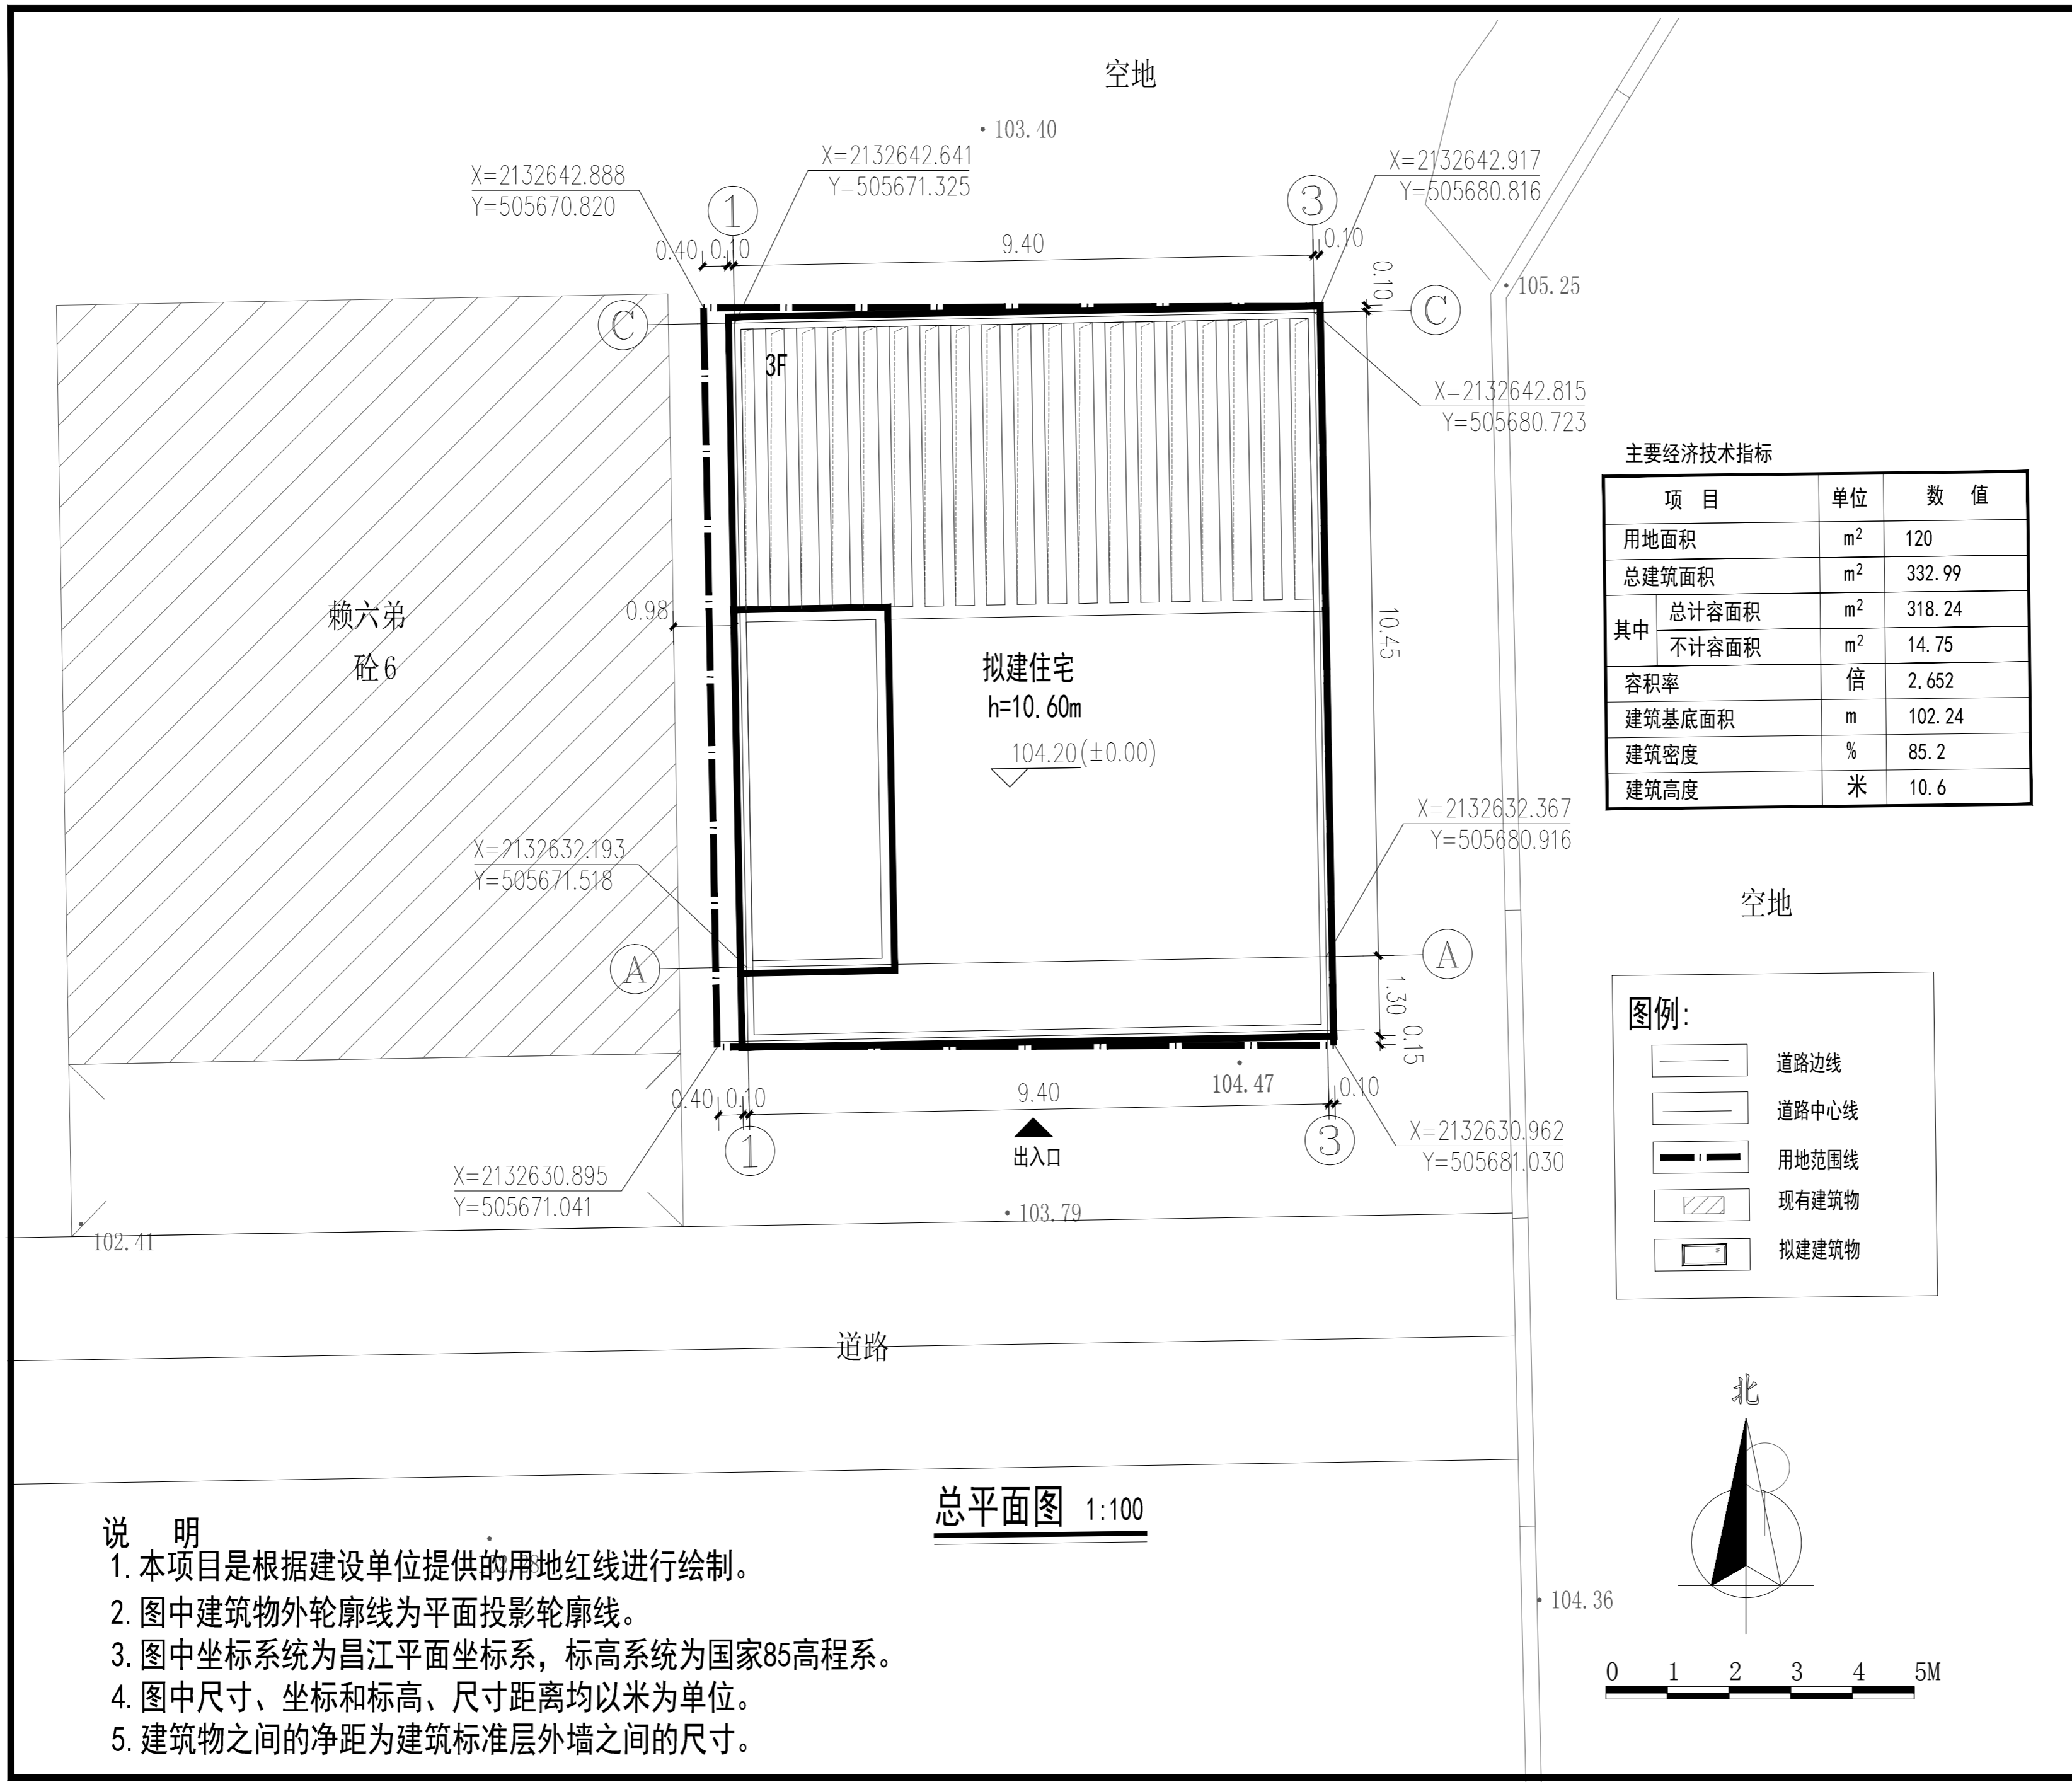 空地
103.40
X=2132642.888
Y=505670.820
X=2132642.641
Y=505671.325
X=2132642.917
Y=505680.816
1
3
0.40 0.10
9.40
0.10
0.10
105.25
C
C
3F
X=2132642.815
Y=505680.723
主要经济技术指标
项 目 单位 数 值
用地面积 m² 120
总建筑面积 m² 332.99
其中 总计容面积 m² 318.24
不计容面积 m² 14.75
容积率 倍 2.652
建筑基底面积 m 102.24
建筑密度 % 85.2
建筑高度 米 10.6
赖六弟
砼6
0.98
10.45
拟建住宅
h=10.60m
104.20(±0.00)
X=2132632.367
Y=505680.916
X=2132632.193
Y=505671.518
空地
A
A
1.30
0.15
104.47
0.40 0.10
9.40
0.10
1
3
出入口
X=2132630.962
Y=505681.030
X=2132630.895
Y=505671.041
103.79
102.41
图例:
道路边线
道路中心线
用地范围线
现有建筑物
拟建建筑物
道路
北
总平面图 1:100
说 明
1.本项目是根据建设单位提供的用地红线进行绘制。
2.图中建筑物外轮廓线为平面投影轮廓线。
3.图中坐标系统为昌江平面坐标系，标高系统为国家85高程系。
4.图中尺寸、坐标和标高、尺寸距离均以米为单位。
5.建筑物之间的净距为建筑标准层外墙之间的尺寸。
104.36
0 1 2 3 4 5M